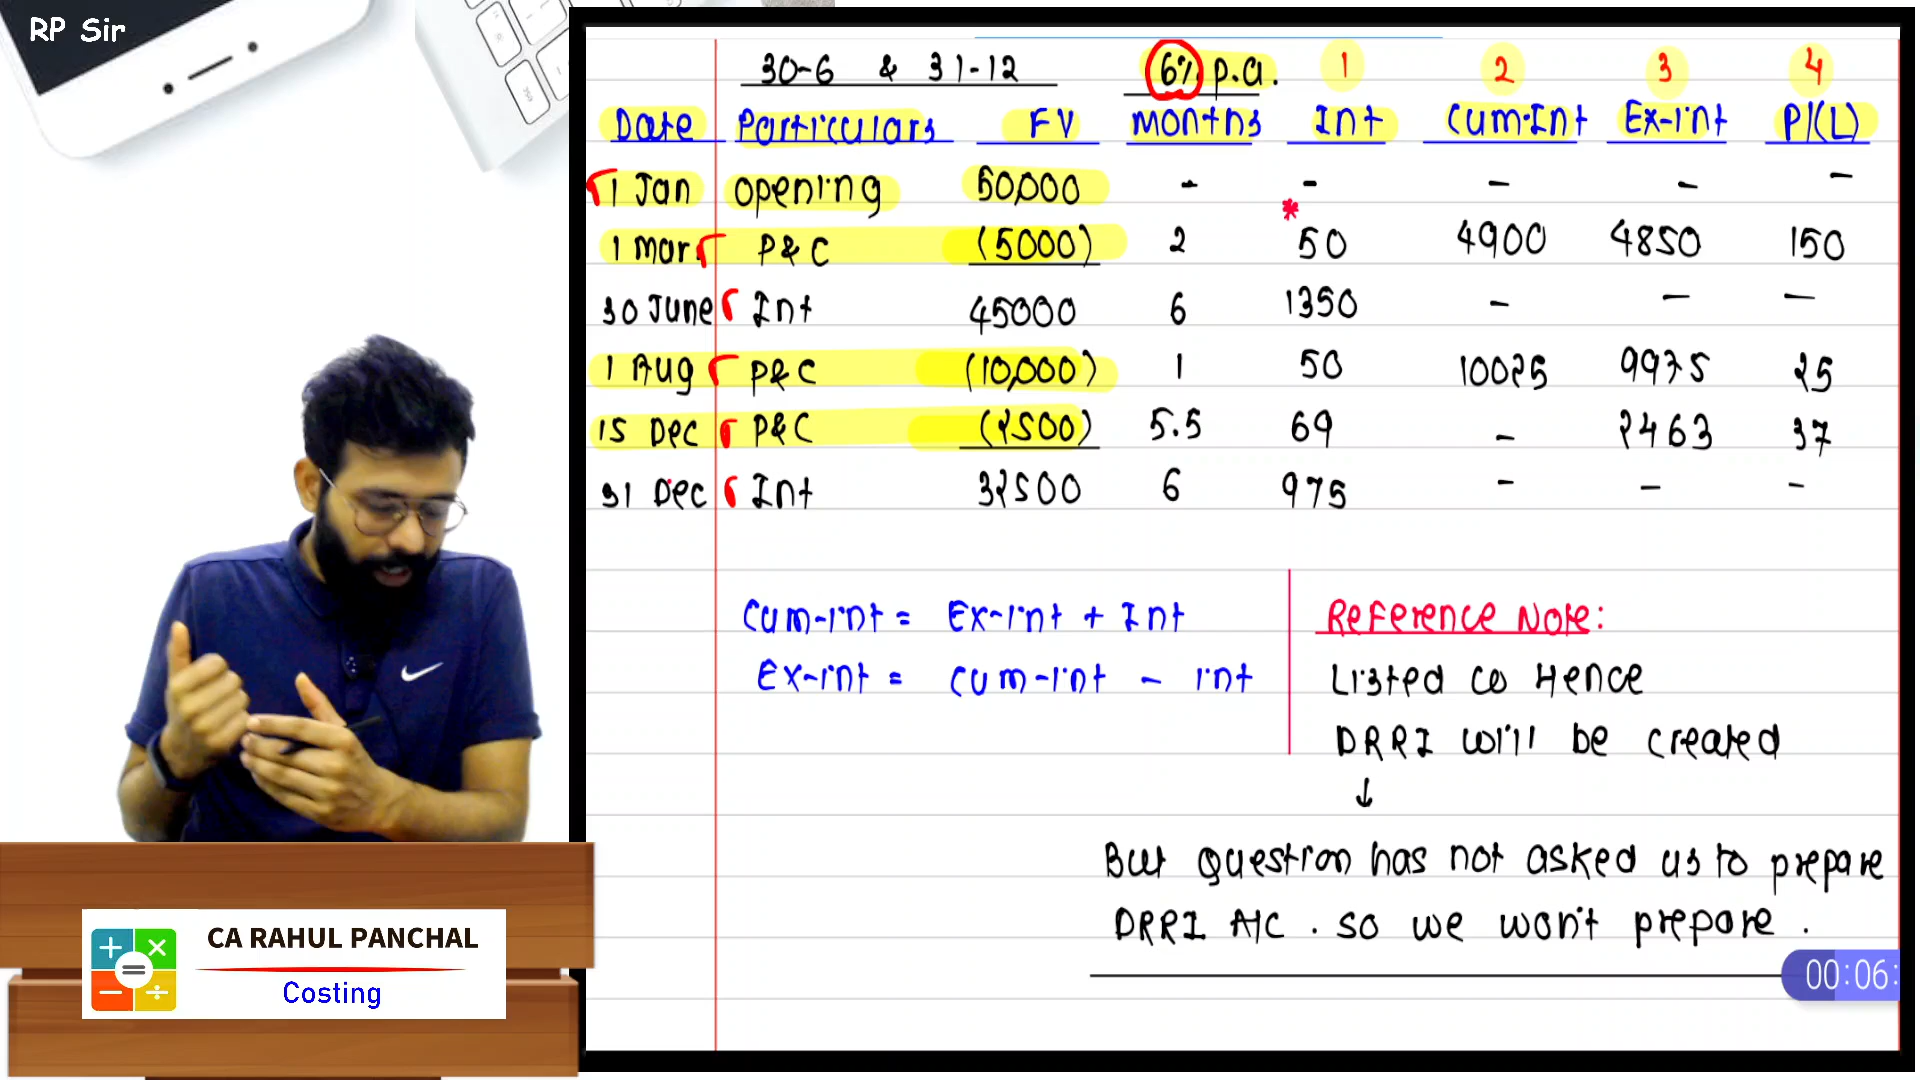 RP Sir
30-6 & 31-12 6% p.a. 1 2 3 4
Date Particulars FV months Int Cum.Int Ex-int P/(L)
1 Jan opening 50,000 - - - - -
1 Mar P&C (5000) 2 * 50 4900 4850 150
30 June Int 45000 6 1350 - - -
1 Aug P&C (10,000) 1 50 10025 9975 25
15 Dec P&C (2500) 5.5 69 - 2463 37
31 Dec Int 32500 6 975 - - -
Cum-int = Ex-int + Int
Ex-int = cum-int - int
Reference Note:
Listed co Hence
DRRI will be created
↓
But question has not asked us to prepare
DRRI A/C . so we won't prepare .
CA RAHUL PANCHAL
Costing
00:06: